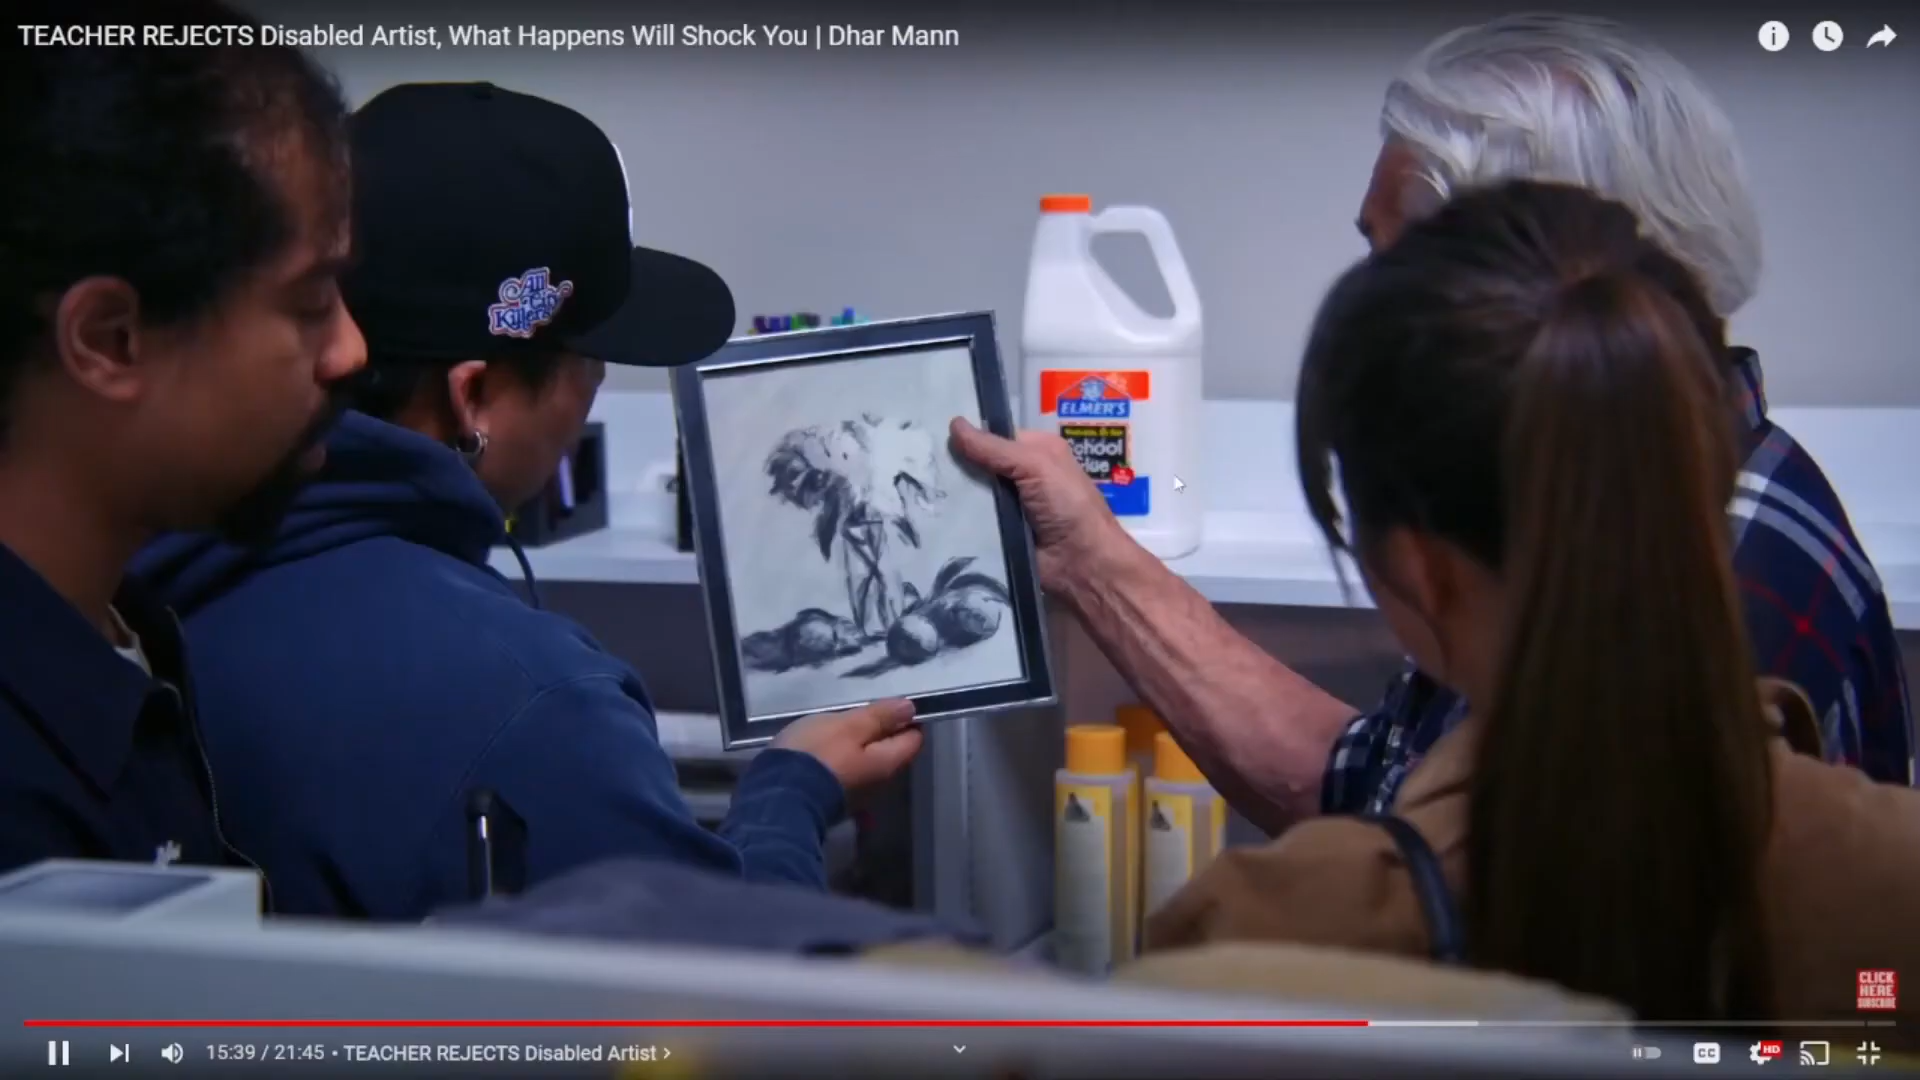 TEACHER REJECTS Disabled Artist, What Happens Will Shock You | Dhar Mann
All
City
Killers
ELMER'S
School
Glue
CLICK
HERE
SUBSCRIBE
15:39 / 21:45 • TEACHER REJECTS Disabled Artist >
CC
HD